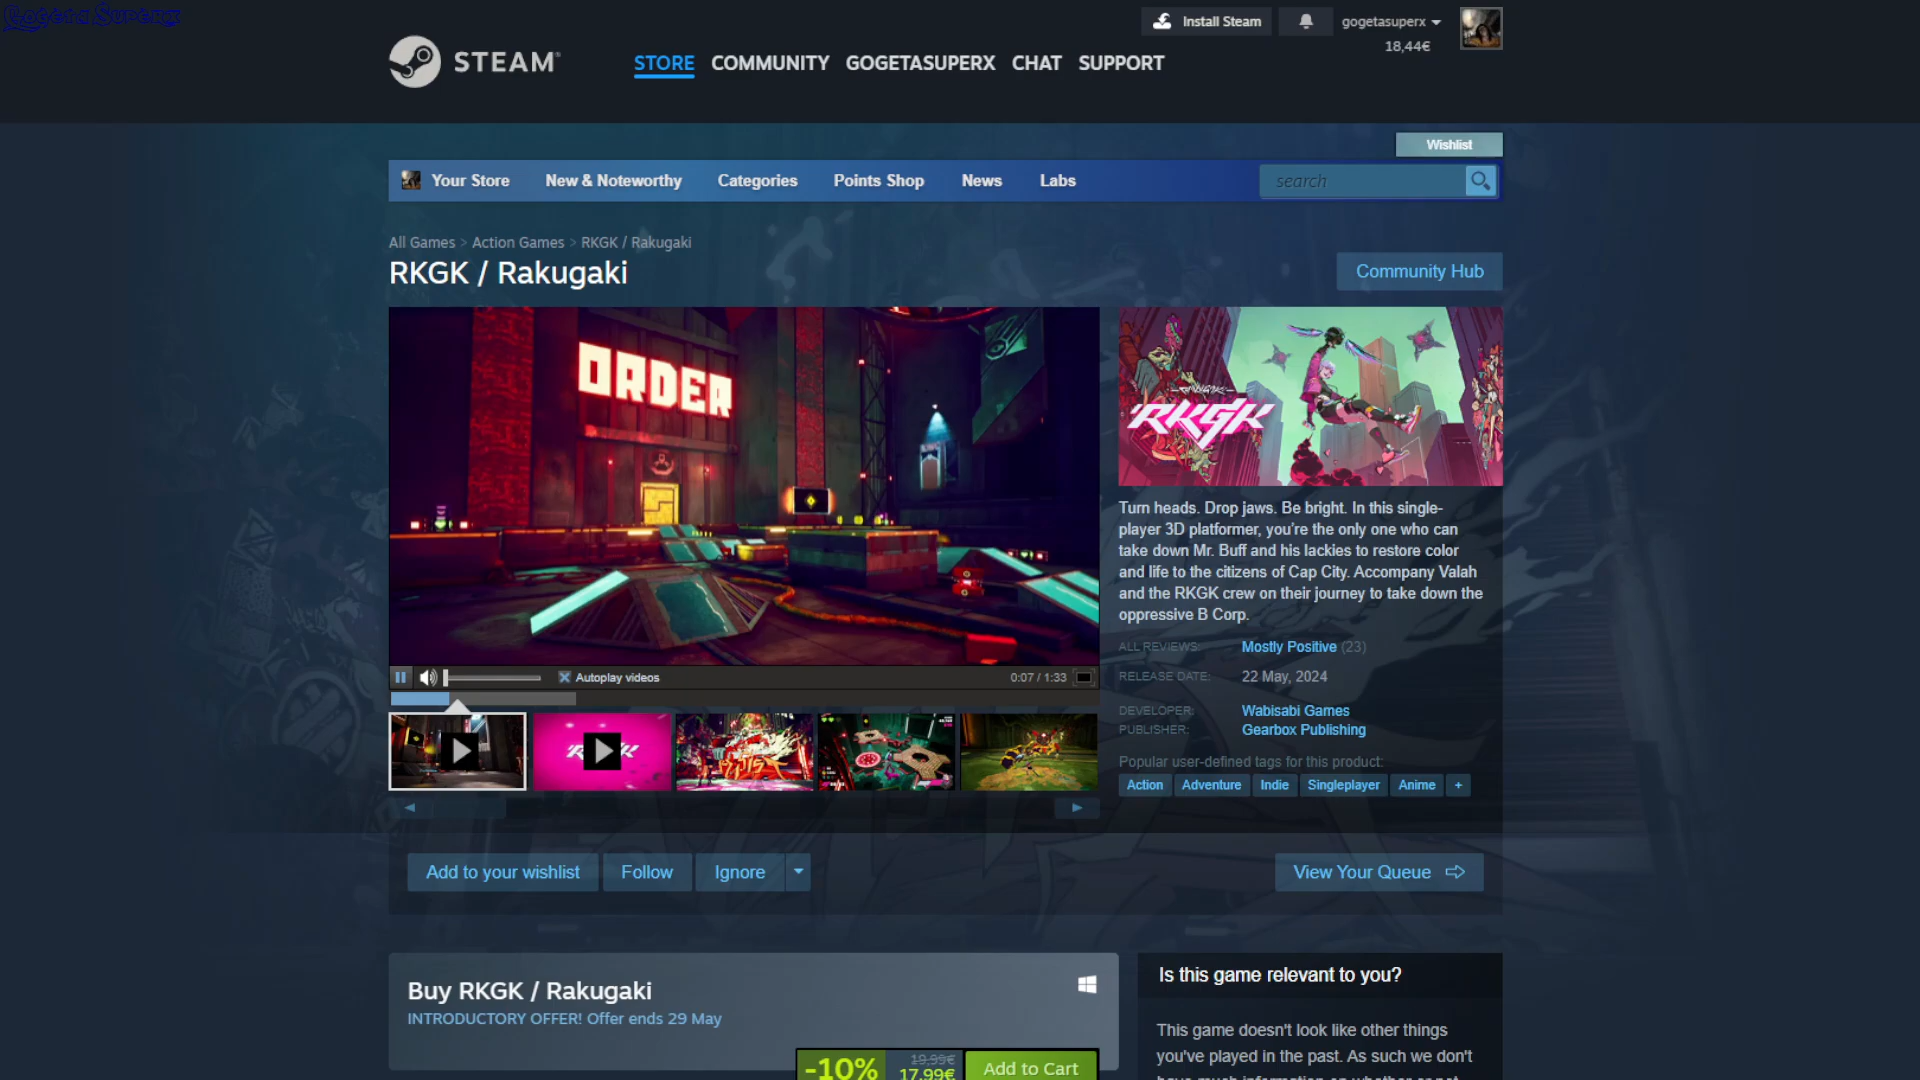 Gogeta Superx
Install Steam
gogetasuperx
18,44€
STEAM
STORE COMMUNITY GOGETASUPERX CHAT SUPPORT
Wishlist
Your Store New & Noteworthy Categories Points Shop News Labs
search
All Games > Action Games > RKGK / Rakugaki
RKGK / Rakugaki
Community Hub
ORDER
RKGK
Turn heads. Drop jaws. Be bright. In this single-
player 3D platformer, you're the only one who can
take down Mr. Buff and his lackies to restore color
and life to the citizens of Cap City. Accompany Valah
and the RKGK crew on their journey to take down the
oppressive B Corp.
ALL REVIEWS: Mostly Positive (23)
RELEASE DATE: 22 May, 2024
DEVELOPER: Wabisabi Games
PUBLISHER: Gearbox Publishing
Popular user-defined tags for this product:
Action Adventure Indie Singleplayer Anime +
Autoplay videos
0:07 / 1:33
Add to your wishlist Follow Ignore
View Your Queue
Buy RKGK / Rakugaki
INTRODUCTORY OFFER! Offer ends 29 May
-10%
19,99€
17,99€
Add to Cart
Is this game relevant to you?
This game doesn't look like other things
you've played in the past. As such we don't